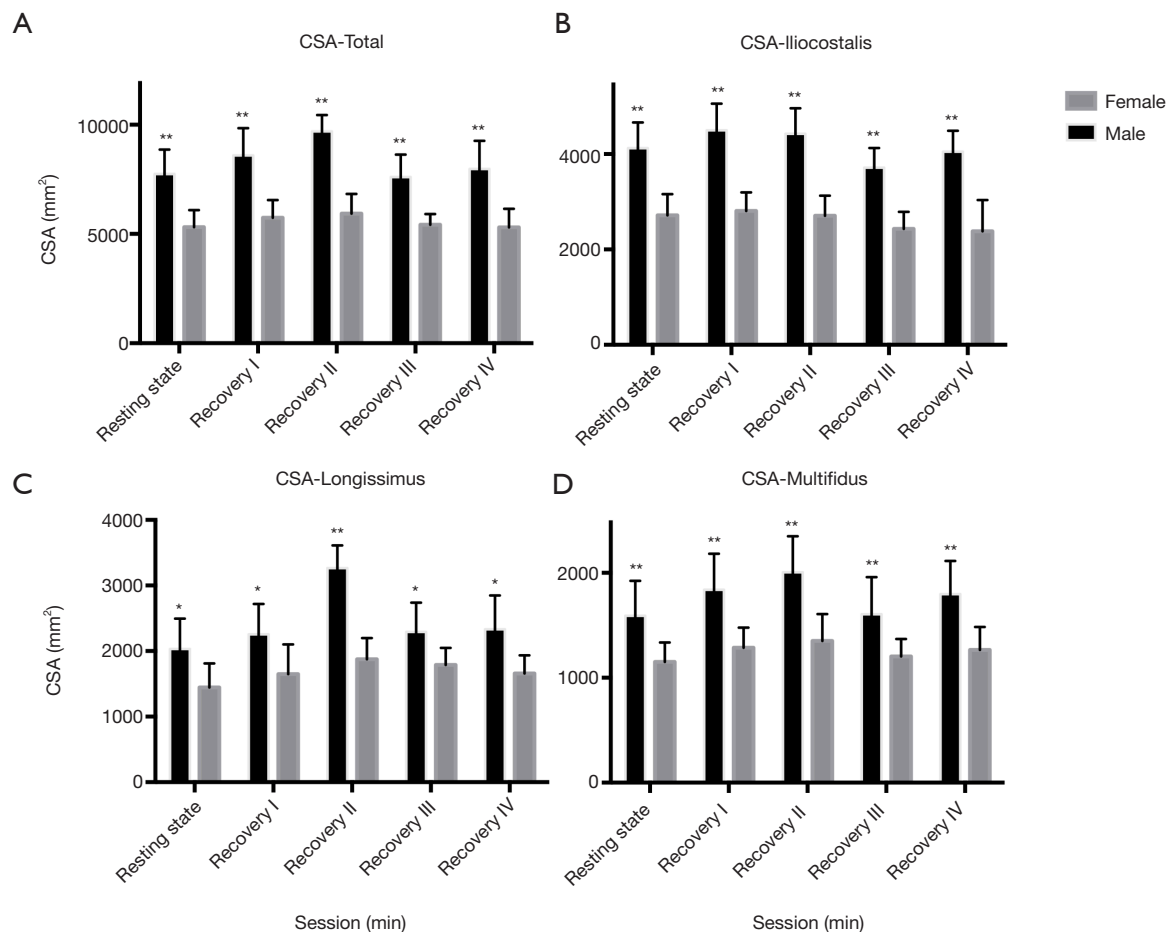 A
CSA-Total
CSA (mm²)
10000
5000
0
** ** ** ** **
Resting state
Recovery I
Recovery II
Recovery III
Recovery IV
B
CSA-Iliocostalis
4000
2000
0
** ** ** ** **
Resting state
Recovery I
Recovery II
Recovery III
Recovery IV
Female
Male
C
CSA-Longissimus
CSA (mm²)
4000
3000
2000
1000
0
* * ** * *
Resting state
Recovery I
Recovery II
Recovery III
Recovery IV
Session (min)
D
CSA-Multifidus
2000
1000
0
** ** ** ** **
Resting state
Recovery I
Recovery II
Recovery III
Recovery IV
Session (min)